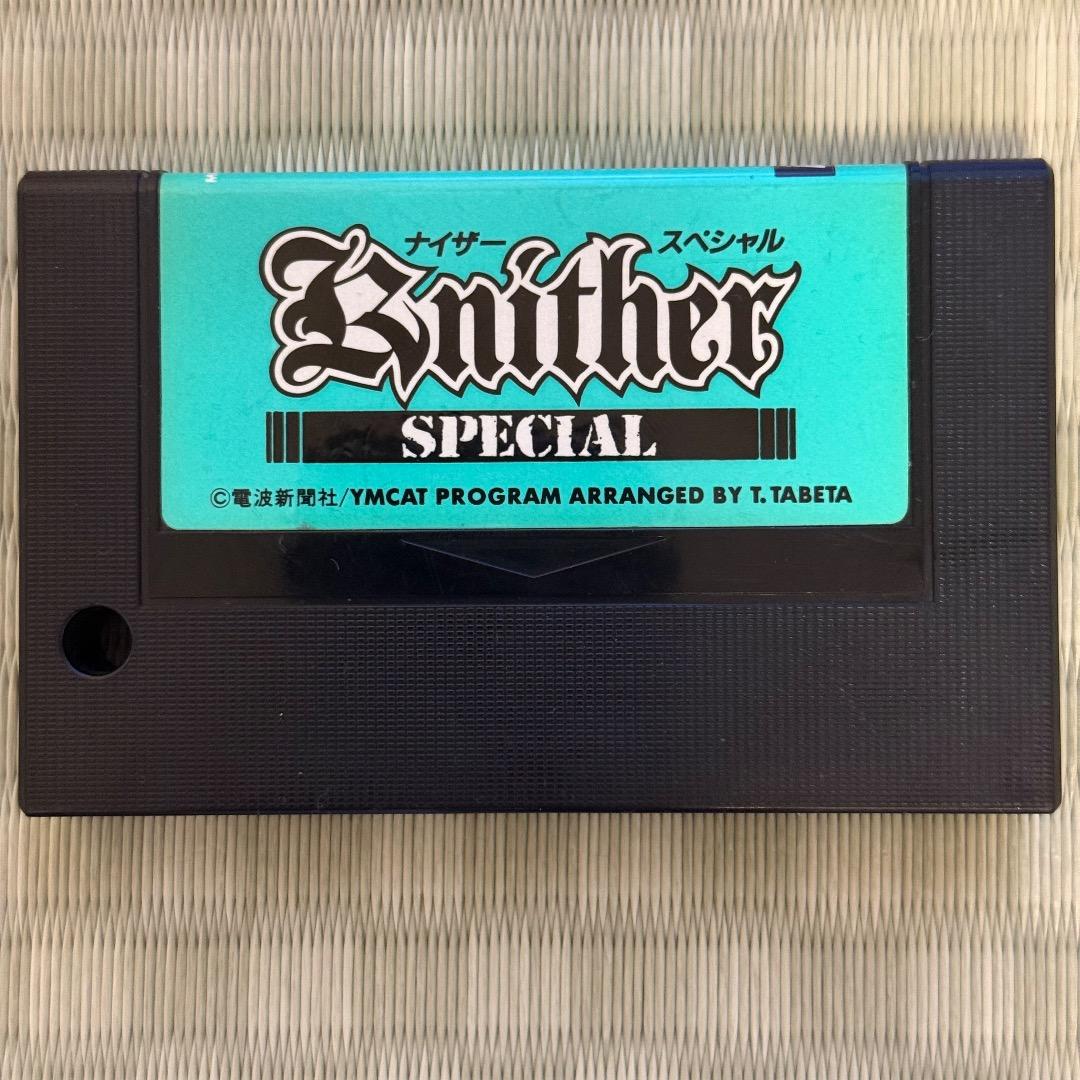 ナイザー スペシャル
Knither
SPECIAL
©電波新聞社/YMCAT PROGRAM ARRANGED BY T.TABETA